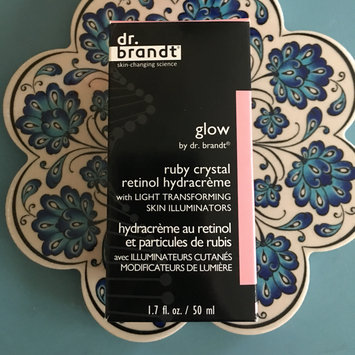 dr.
brandt®
skin-changing science
glow
by dr. brandt®
ruby crystal
retinol hydracrème
with LIGHT TRANSFORMING
SKIN ILLUMINATORS
hydracrème au retinol
et particules de rubis
avec ILLUMINATEURS CUTANÉS
MODIFICATEURS DE LUMIÈRE
1.7 fl. oz. / 50 ml